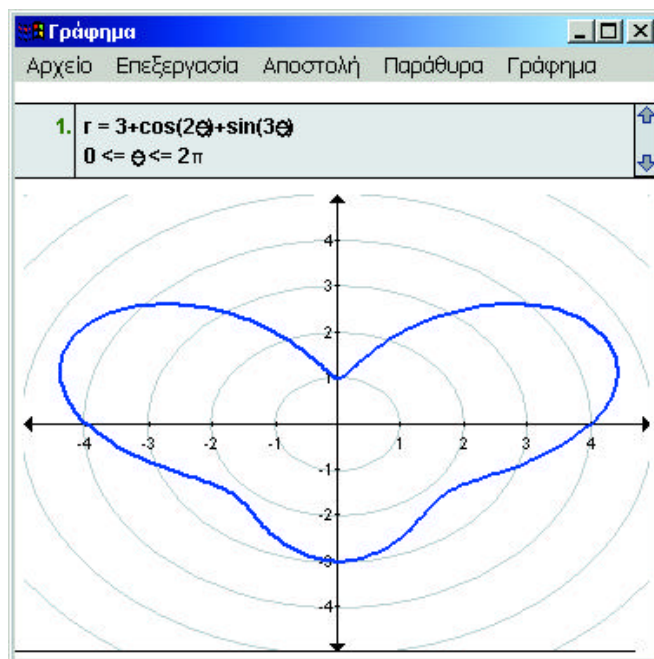 Γράφημα
Αρχείο Επεξεργασία Αποστολή Παράθυρα Γράφημα
1. r = 3+cos(2θ)+sin(3θ)
0 <= θ <= 2π
4
3
2
1
-4 -3 -2 -1 1 2 3 4
-1
-2
-3
-4